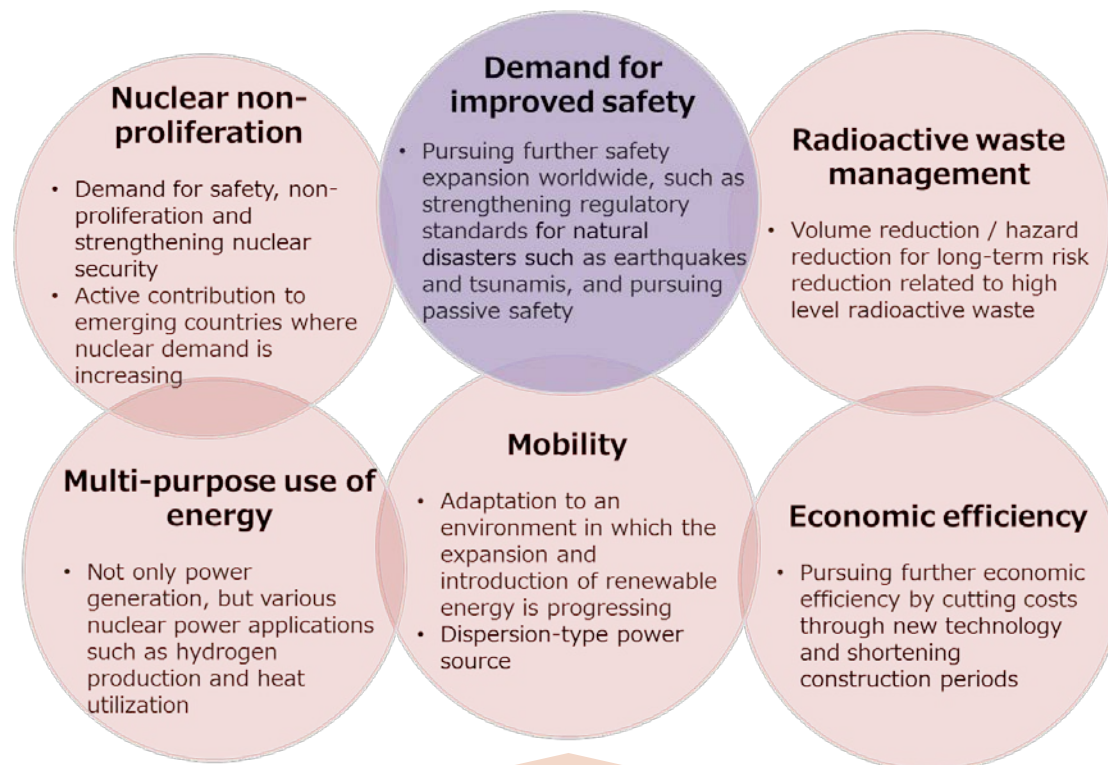 Nuclear non-
proliferation
• Demand for safety, non-
proliferation and
strengthening nuclear
security
• Active contribution to
emerging countries where
nuclear demand is
increasing
Demand for
improved safety
• Pursuing further safety
expansion worldwide, such as
strengthening regulatory
standards for natural
disasters such as earthquakes
and tsunamis, and pursuing
passive safety
Radioactive waste
management
• Volume reduction / hazard
reduction for long-term risk
reduction related to high
level radioactive waste
Multi-purpose use of
energy
• Not only power
generation, but various
nuclear power applications
such as hydrogen
production and heat
utilization
Mobility
• Adaptation to an
environment in which the
expansion and
introduction of renewable
energy is progressing
• Dispersion-type power
source
Economic efficiency
• Pursuing further economic
efficiency by cutting costs
through new technology
and shortening
construction periods